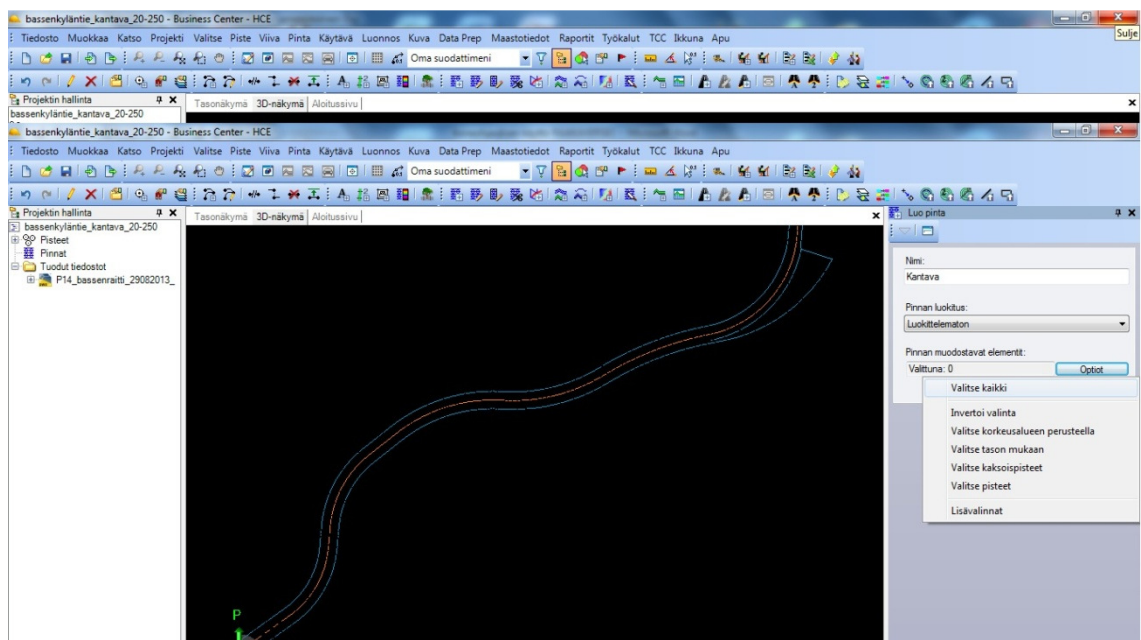 bassenkyläntie_kantava_20-250 - Business Center - HCE
Sulje
Tiedosto Muokkaa Katso Projekti Valitse Piste Viiva Pinta Käytävä Luonnos Kuva Data Prep Maastotiedot Raportit Työkalut TCC Ikkuna Apu
Oma suodattimeni
Projektin hallinta
Tasonäkymä 3D-näkymä Aloitussivu
bassenkyläntie_kantava_20-250
bassenkyläntie_kantava_20-250 - Business Center - HCE
Tiedosto Muokkaa Katso Projekti Valitse Piste Viiva Pinta Käytävä Luonnos Kuva Data Prep Maastotiedot Raportit Työkalut TCC Ikkuna Apu
Oma suodattimeni
Projektin hallinta
Tasonäkymä 3D-näkymä Aloitussivu
bassenkyläntie_kantava_20-250
Pisteet
Pinnat
Tuodut tiedostot
P14_bassenraitti_29082013_
Luo pinta
Nimi:
Kantava
Pinnan luokitus:
Luokittelematon
Pinnan muodostavat elementit:
Valittuna: 0 Optiot
Valitse kaikki
Invertoi valinta
Valitse korkeusalueen perusteella
Valitse tason mukaan
Valitse kaksoispisteet
Valitse pisteet
Lisävalinnat
P